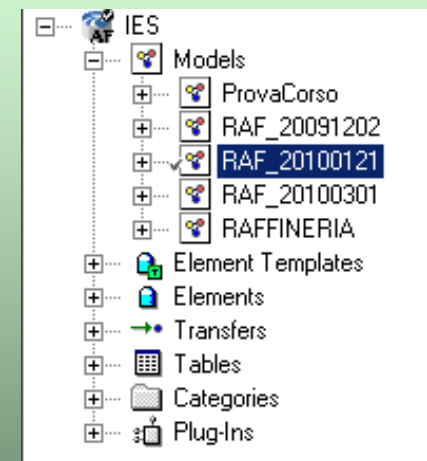 IES
AF
Models
ProvaCorso
RAF_20091202
RAF_20100121
RAF_20100301
RAFFINERIA
Element Templates
T
Elements
Transfers
Tables
Categories
Plug-Ins